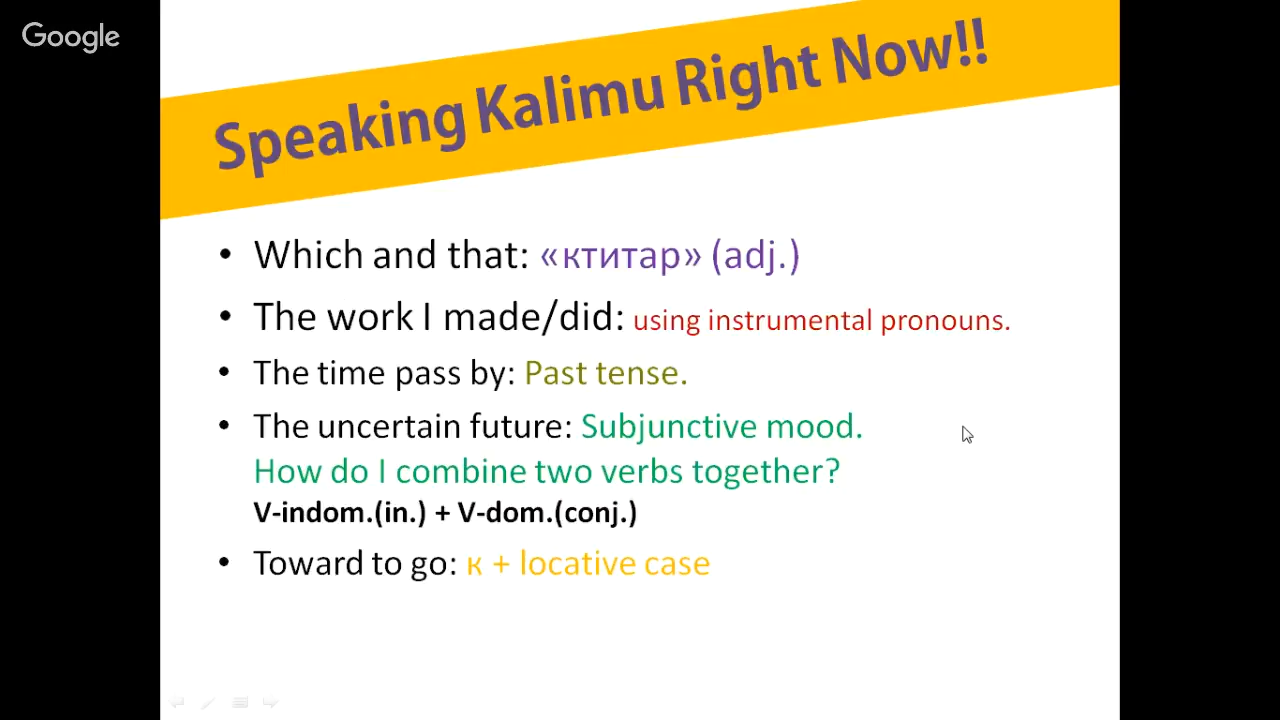 Google
Speaking Kalimu Right Now!!
• Which and that: «ктитар» (adj.)
• The work I made/did: using instrumental pronouns.
• The time pass by: Past tense.
• The uncertain future: Subjunctive mood.
How do I combine two verbs together?
V-indom.(in.) + V-dom.(conj.)
• Toward to go: к + locative case